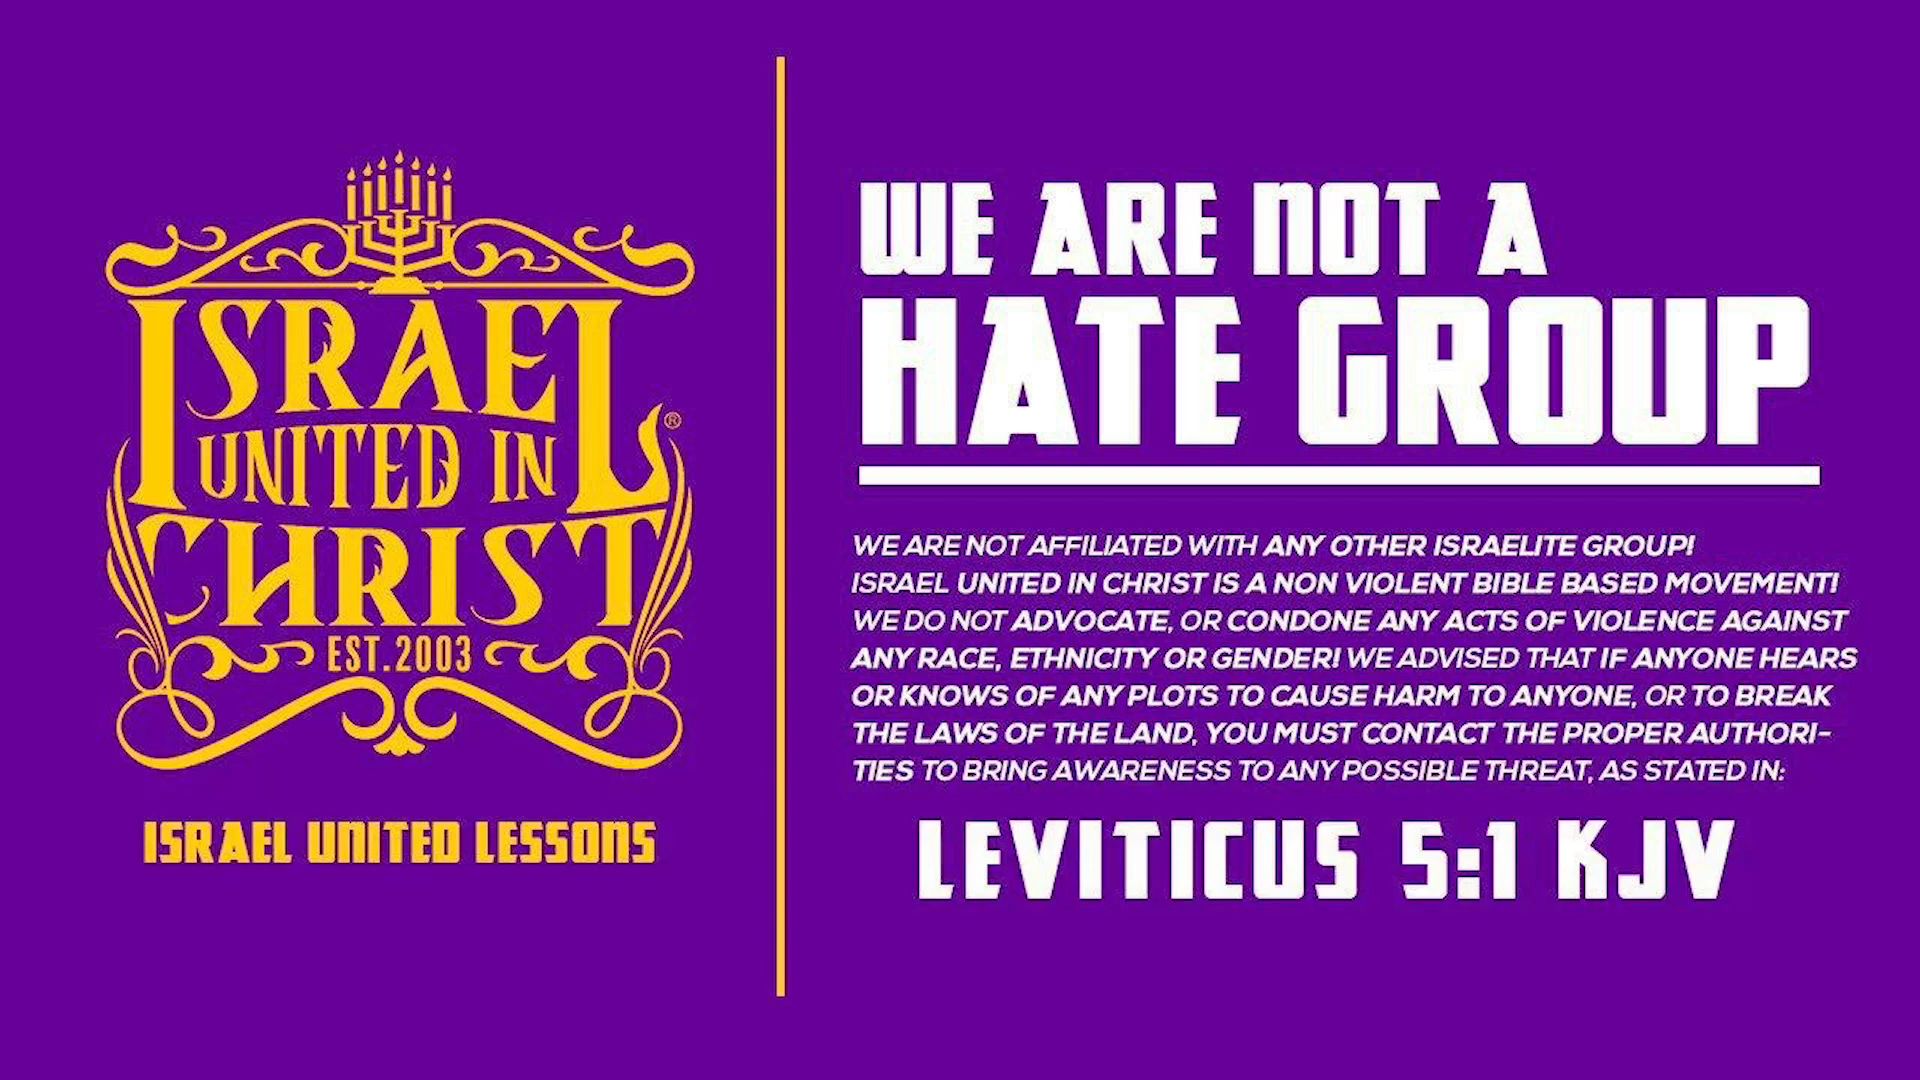 ISRAEL
UNITED IN
CHRIST
®
EST.2003
ISRAEL UNITED LESSONS
WE ARE NOT A
HATE GROUP
WE ARE NOT AFFILIATED WITH ANY OTHER ISRAELITE GROUP!
ISRAEL UNITED IN CHRIST IS A NON VIOLENT BIBLE BASED MOVEMENT!
WE DO NOT ADVOCATE, OR CONDONE ANY ACTS OF VIOLENCE AGAINST
ANY RACE, ETHNICITY OR GENDER! WE ADVISED THAT IF ANYONE HEARS
OR KNOWS OF ANY PLOTS TO CAUSE HARM TO ANYONE, OR TO BREAK
THE LAWS OF THE LAND, YOU MUST CONTACT THE PROPER AUTHORI-
TIES TO BRING AWARENESS TO ANY POSSIBLE THREAT, AS STATED IN:
LEVITICUS 5:1 KJV